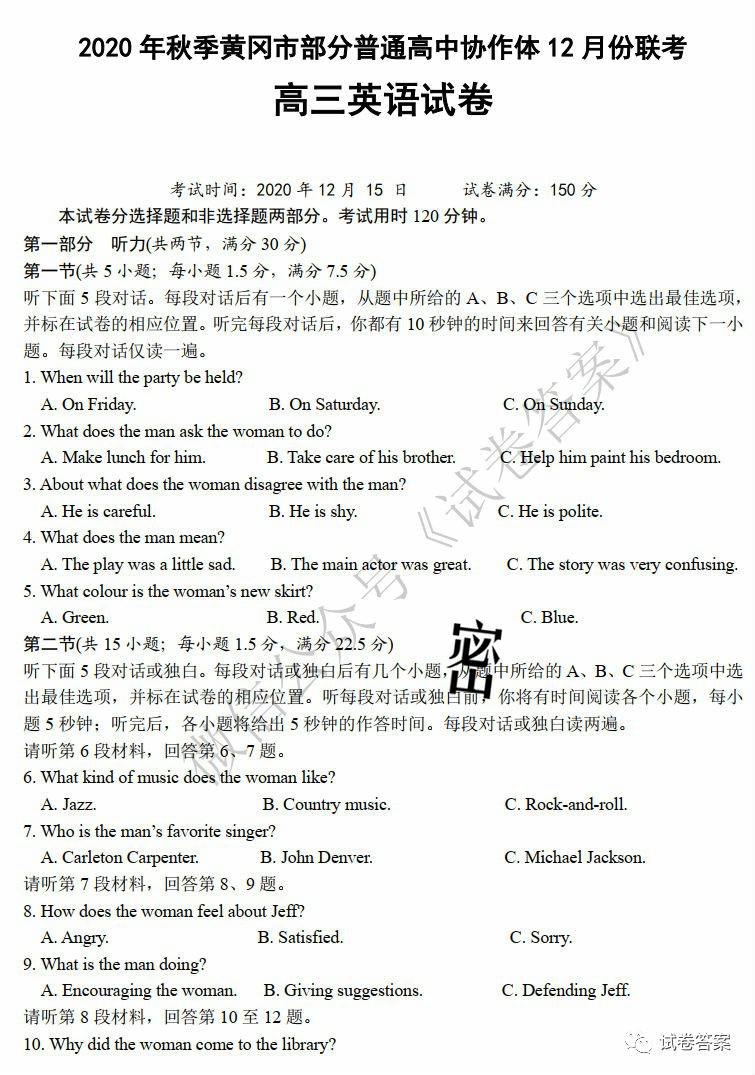 2020 年秋季黄冈市部分普通高中协作体 12 月份联考
高三英语试卷
考试时间：2020 年 12 月 15 日 试卷满分：150 分
本试卷分选择题和非选择题两部分。考试用时 120 分钟。
第一部分 听力(共两节，满分 30 分)
第一节(共 5 小题；每小题 1.5 分，满分 7.5 分)
听下面 5 段对话。每段对话后有一个小题，从题中所给的 A、B、C 三个选项中选出最佳选项，
并标在试卷的相应位置。听完每段对话后，你都有 10 秒钟的时间来回答有关小题和阅读下一小
题。每段对话仅读一遍。
1. When will the party be held?
A. On Friday. B. On Saturday. C. On Sunday.
2. What does the man ask the woman to do?
A. Make lunch for him. B. Take care of his brother. C. Help him paint his bedroom.
3. About what does the woman disagree with the man?
A. He is careful. B. He is shy. C. He is polite.
4. What does the man mean?
A. The play was a little sad. B. The main actor was great. C. The story was very confusing.
5. What colour is the woman's new skirt?
A. Green. B. Red. C. Blue.
第二节(共 15 小题；每小题 1.5 分，满分 22.5 分)
听下面 5 段对话或独白。每段对话或独白后有几个小题，从题中所给的 A、B、C 三个选项中选
出最佳选项，并标在试卷的相应位置。听每段对话或独白前，你将有时间阅读各个小题，每小
题 5 秒钟；听完后，各小题将给出 5 秒钟的作答时间。每段对话或独白读两遍。
请听第 6 段材料，回答第 6、7 题。
6. What kind of music does the woman like?
A. Jazz. B. Country music. C. Rock-and-roll.
7. Who is the man's favorite singer?
A. Carleton Carpenter. B. John Denver. C. Michael Jackson.
请听第 7 段材料，回答第 8、9 题。
8. How does the woman feel about Jeff?
A. Angry. B. Satisfied. C. Sorry.
9. What is the man doing?
A. Encouraging the woman. B. Giving suggestions. C. Defending Jeff.
请听第 8 段材料，回答第 10 至 12 题。
10. Why did the woman come to the library?
微信公众号《试卷答案》
密
试卷答案